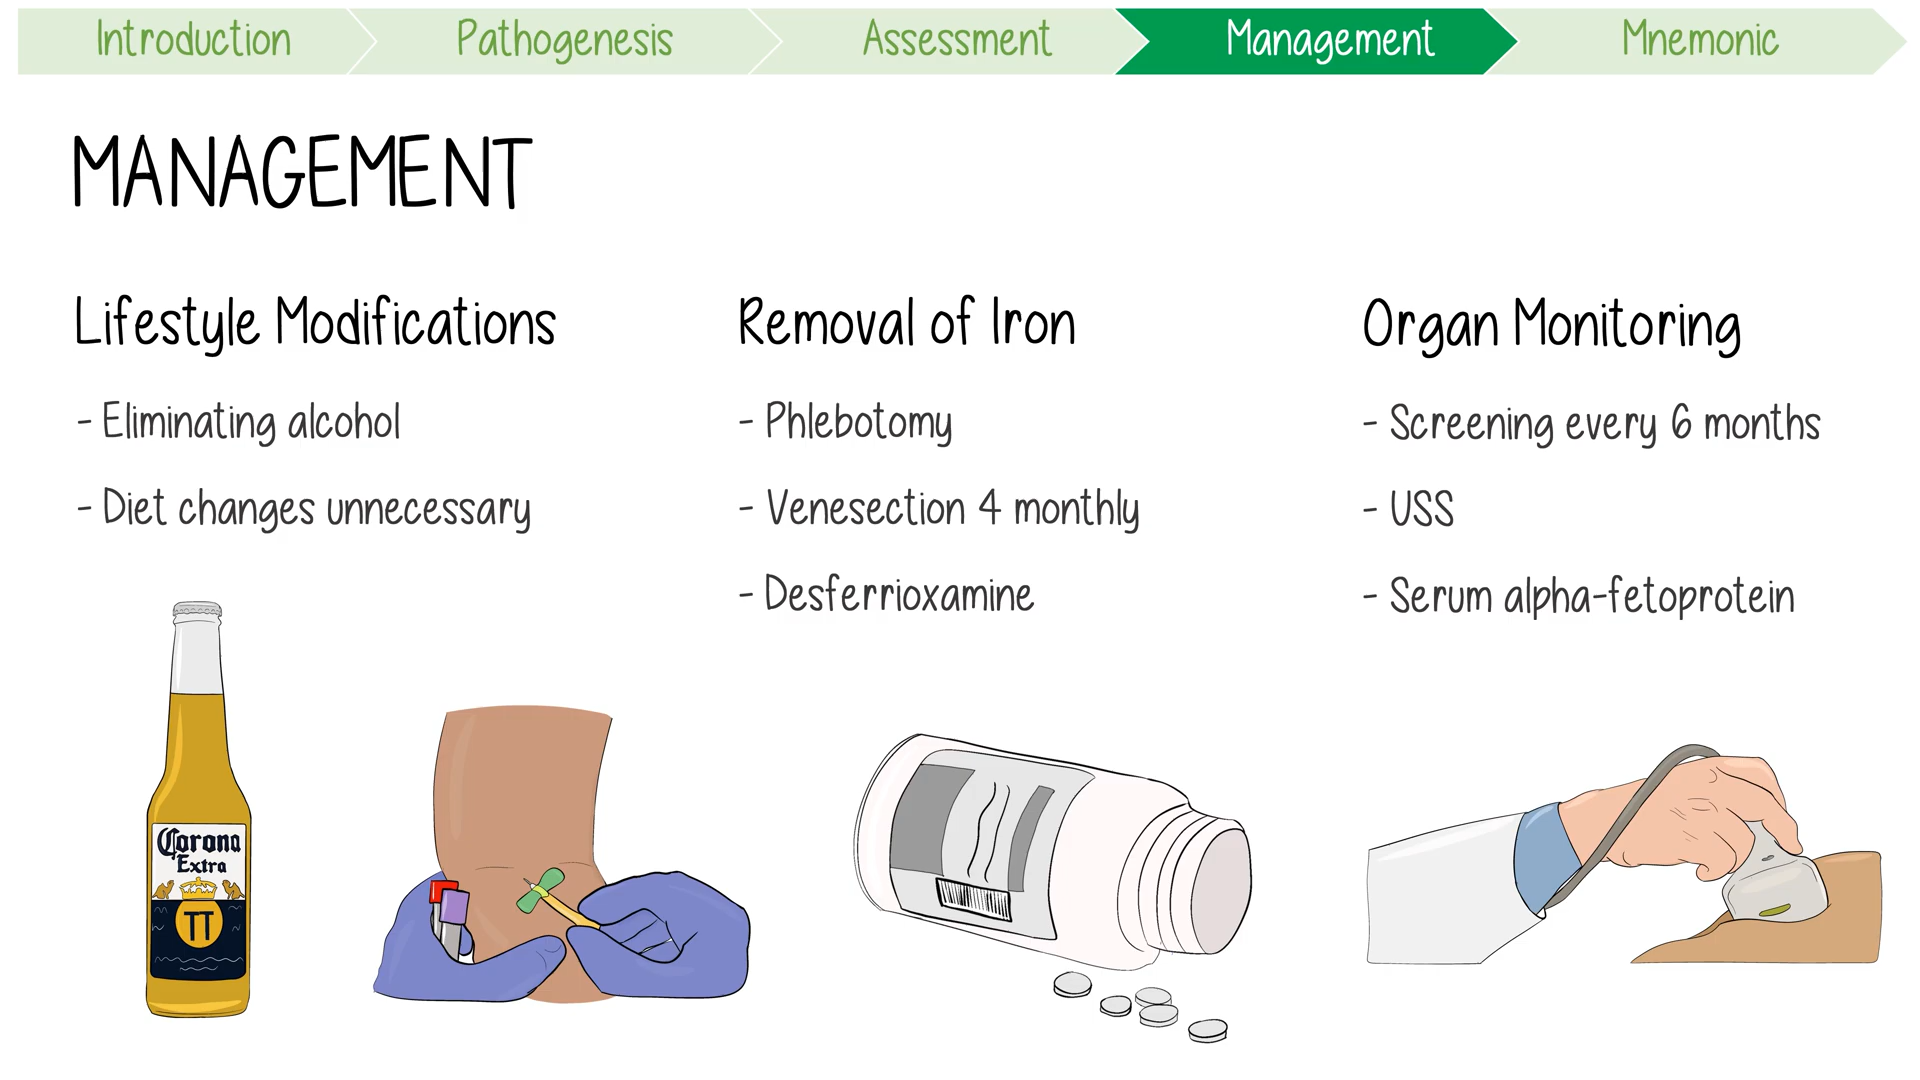 Introduction
Pathogenesis
Assessment
Management
Mnemonic
MANAGEMENT
Lifestyle Modifications
- Eliminating alcohol
- Diet changes unnecessary
Removal of Iron
- Phlebotomy
- Venesection 4 monthly
- Desferrioxamine
Organ Monitoring
- Screening every 6 months
- USS
- Serum alpha-fetoprotein
Corona
Extra
TT